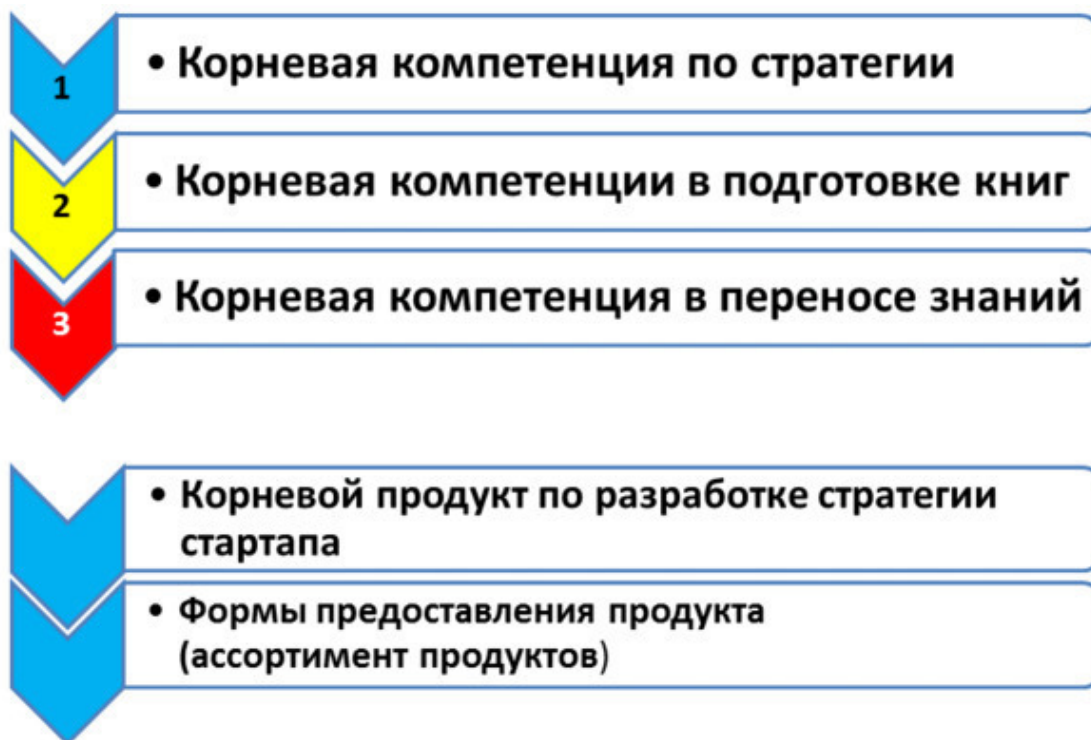 1
• Корневая компетенция по стратегии
2
• Корневая компетенции в подготовке книг
3
• Корневая компетенция в переносе знаний
• Корневой продукт по разработке стратегии
стартапа
• Формы предоставления продукта
(ассортимент продуктов)